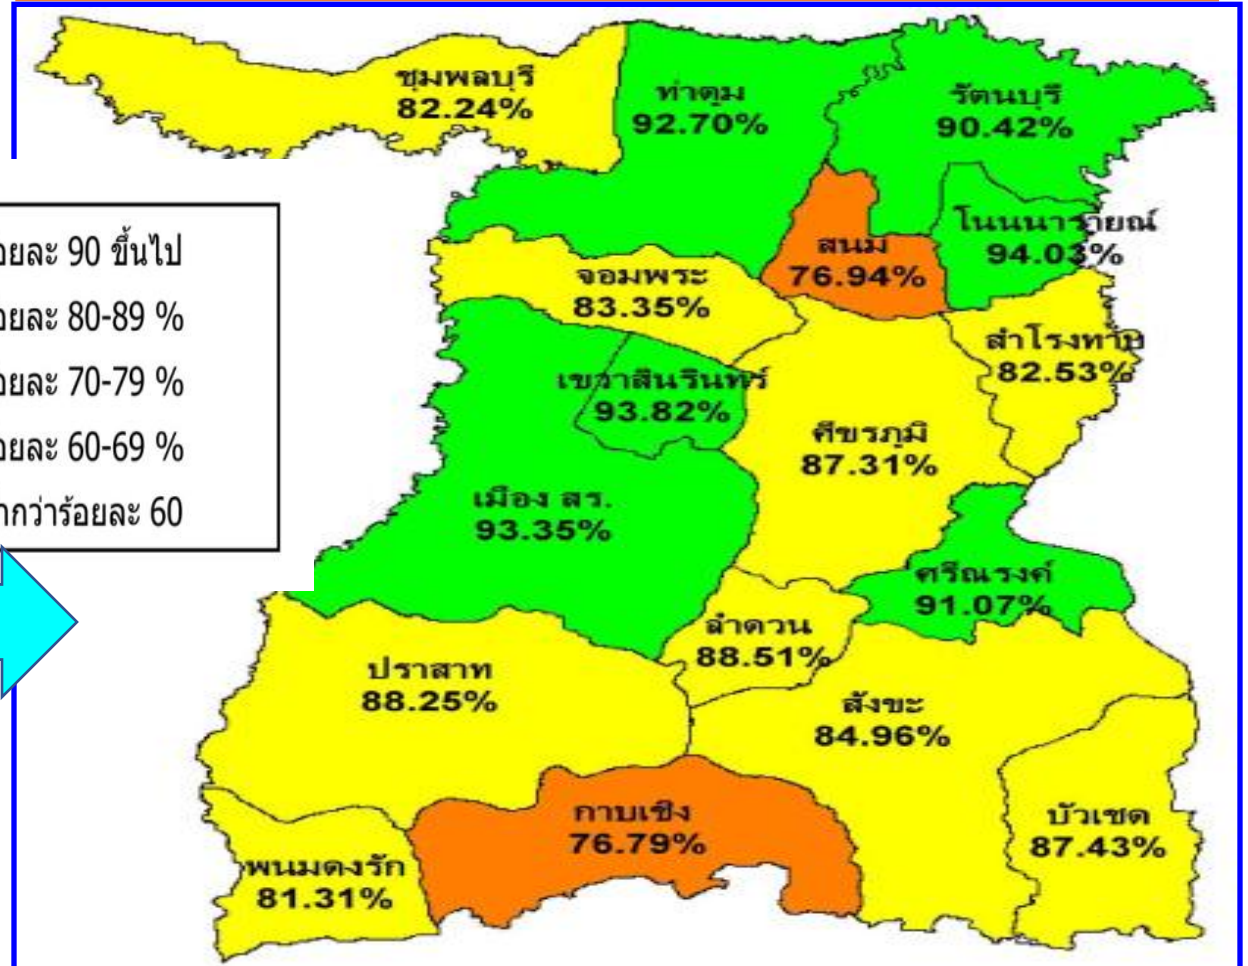 ชุมพลบุรี
82.24%
ท่าตูม
92.70%
รัตนบุรี
90.42%
โนนนารายณ์
94.03%
สนม
76.94%
จอมพระ
83.35%
สำโรงทาบ
82.53%
เขวาสินรินทร์
93.82%
ศีขรภูมิ
87.31%
เมือง สร.
93.35%
ศรีณรงค์
91.07%
ลำดวน
88.51%
ปราสาท
88.25%
สังขะ
84.96%
บัวเชด
87.43%
กาบเชิง
76.79%
พนมดงรัก
81.31%
อยละ 90 ขึ้นไป
อยละ 80-89 %
อยละ 70-79 %
อยละ 60-69 %
ากว่าร้อยละ 60